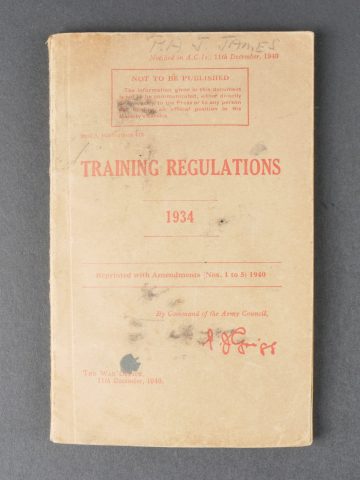 MAJ JAMES
Notified in A.C.Is., 11th December, 1940
NOT TO BE PUBLISHED
The information given in this document
is not to be communicated, either directly
or indirectly, to the Press or to any person
not holding an official position in His
Majesty's Service.
TRAINING REGULATIONS
1934
Reprinted with Amendments (Nos. 1 to 5) 1940
By Command of the Army Council,
P. J. Grigg
THE WAR OFFICE,
11th December, 1940.